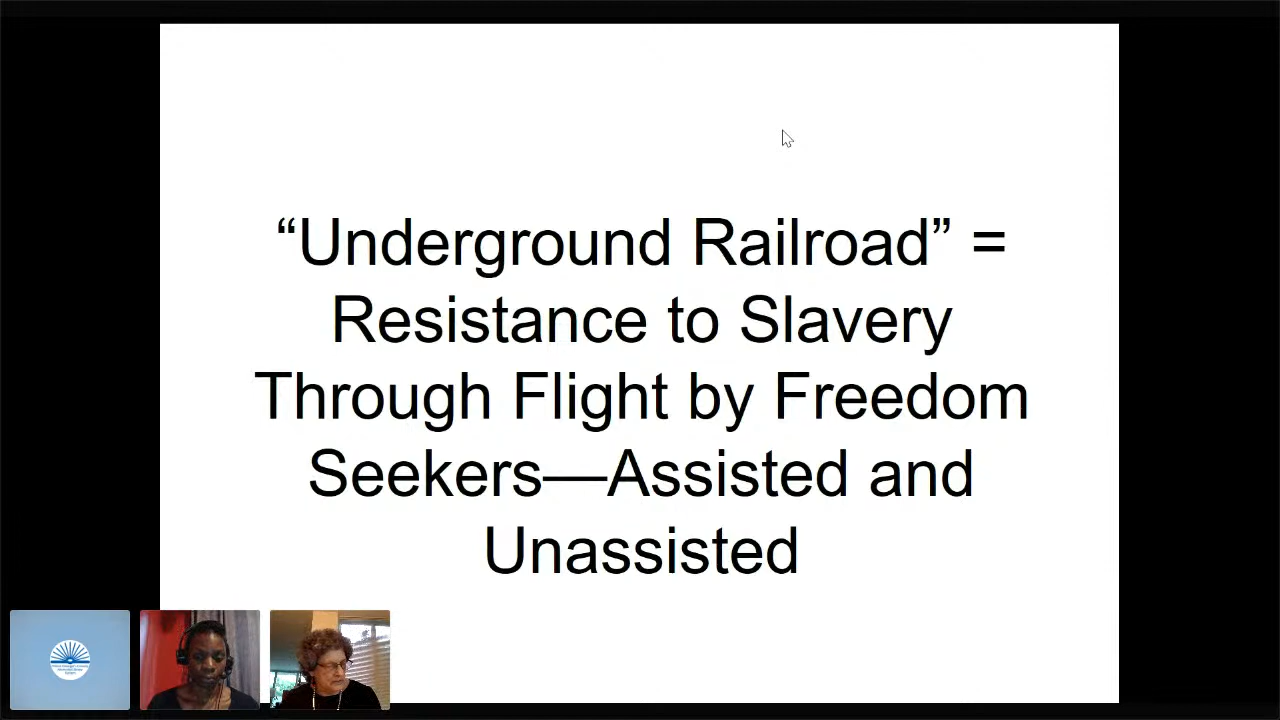 “Underground Railroad” =
Resistance to Slavery
Through Flight by Freedom
Seekers—Assisted and
Unassisted